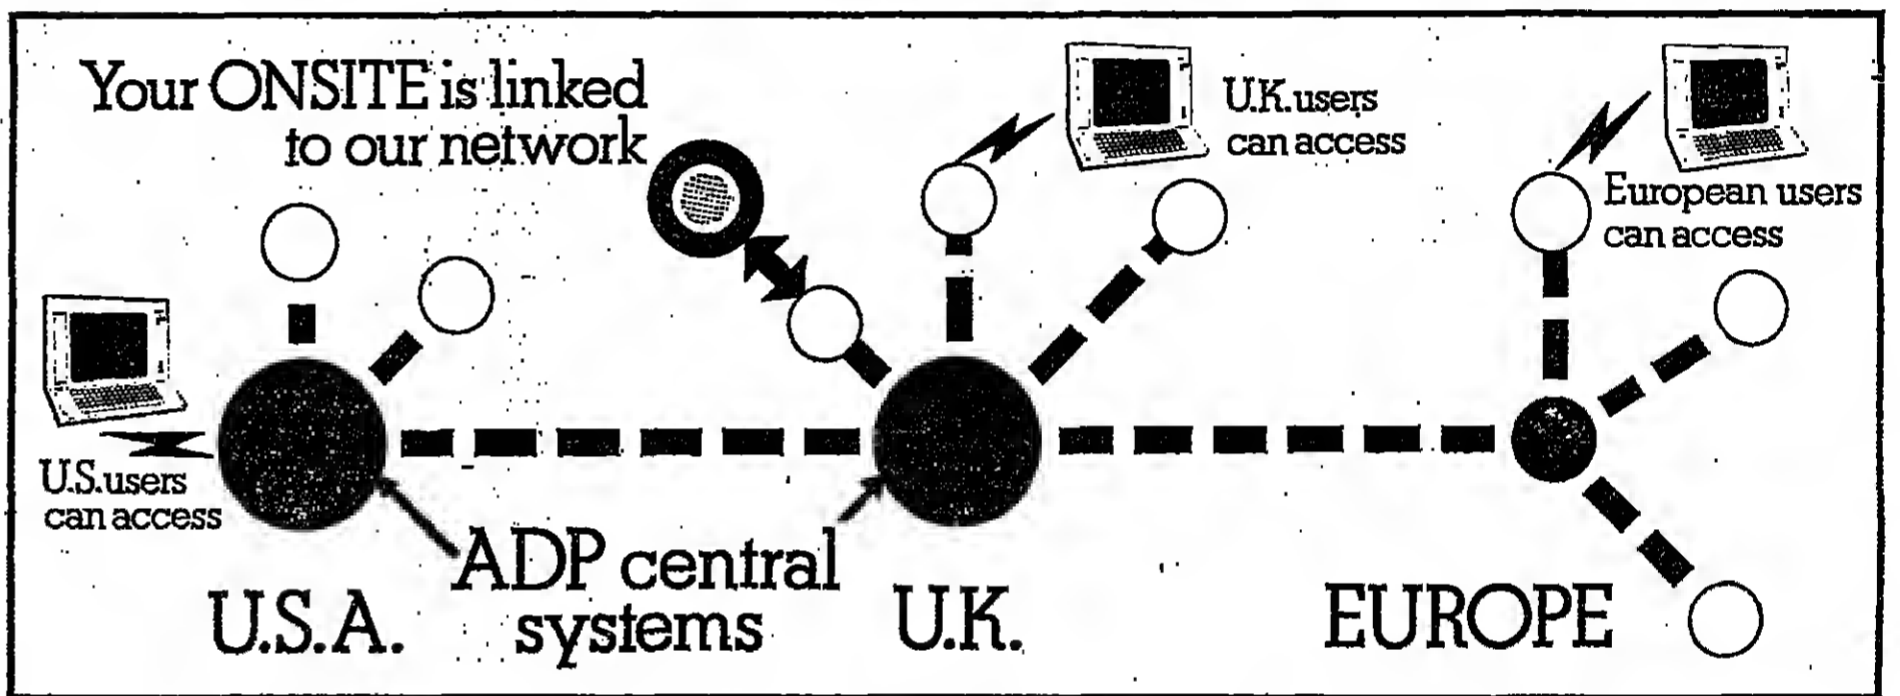 Your ONSITE is linked
to our network
U.K. users
can access
European users
can access
U.S. users
can access
ADP central
systems
U.S.A.
U.K.
EUROPE